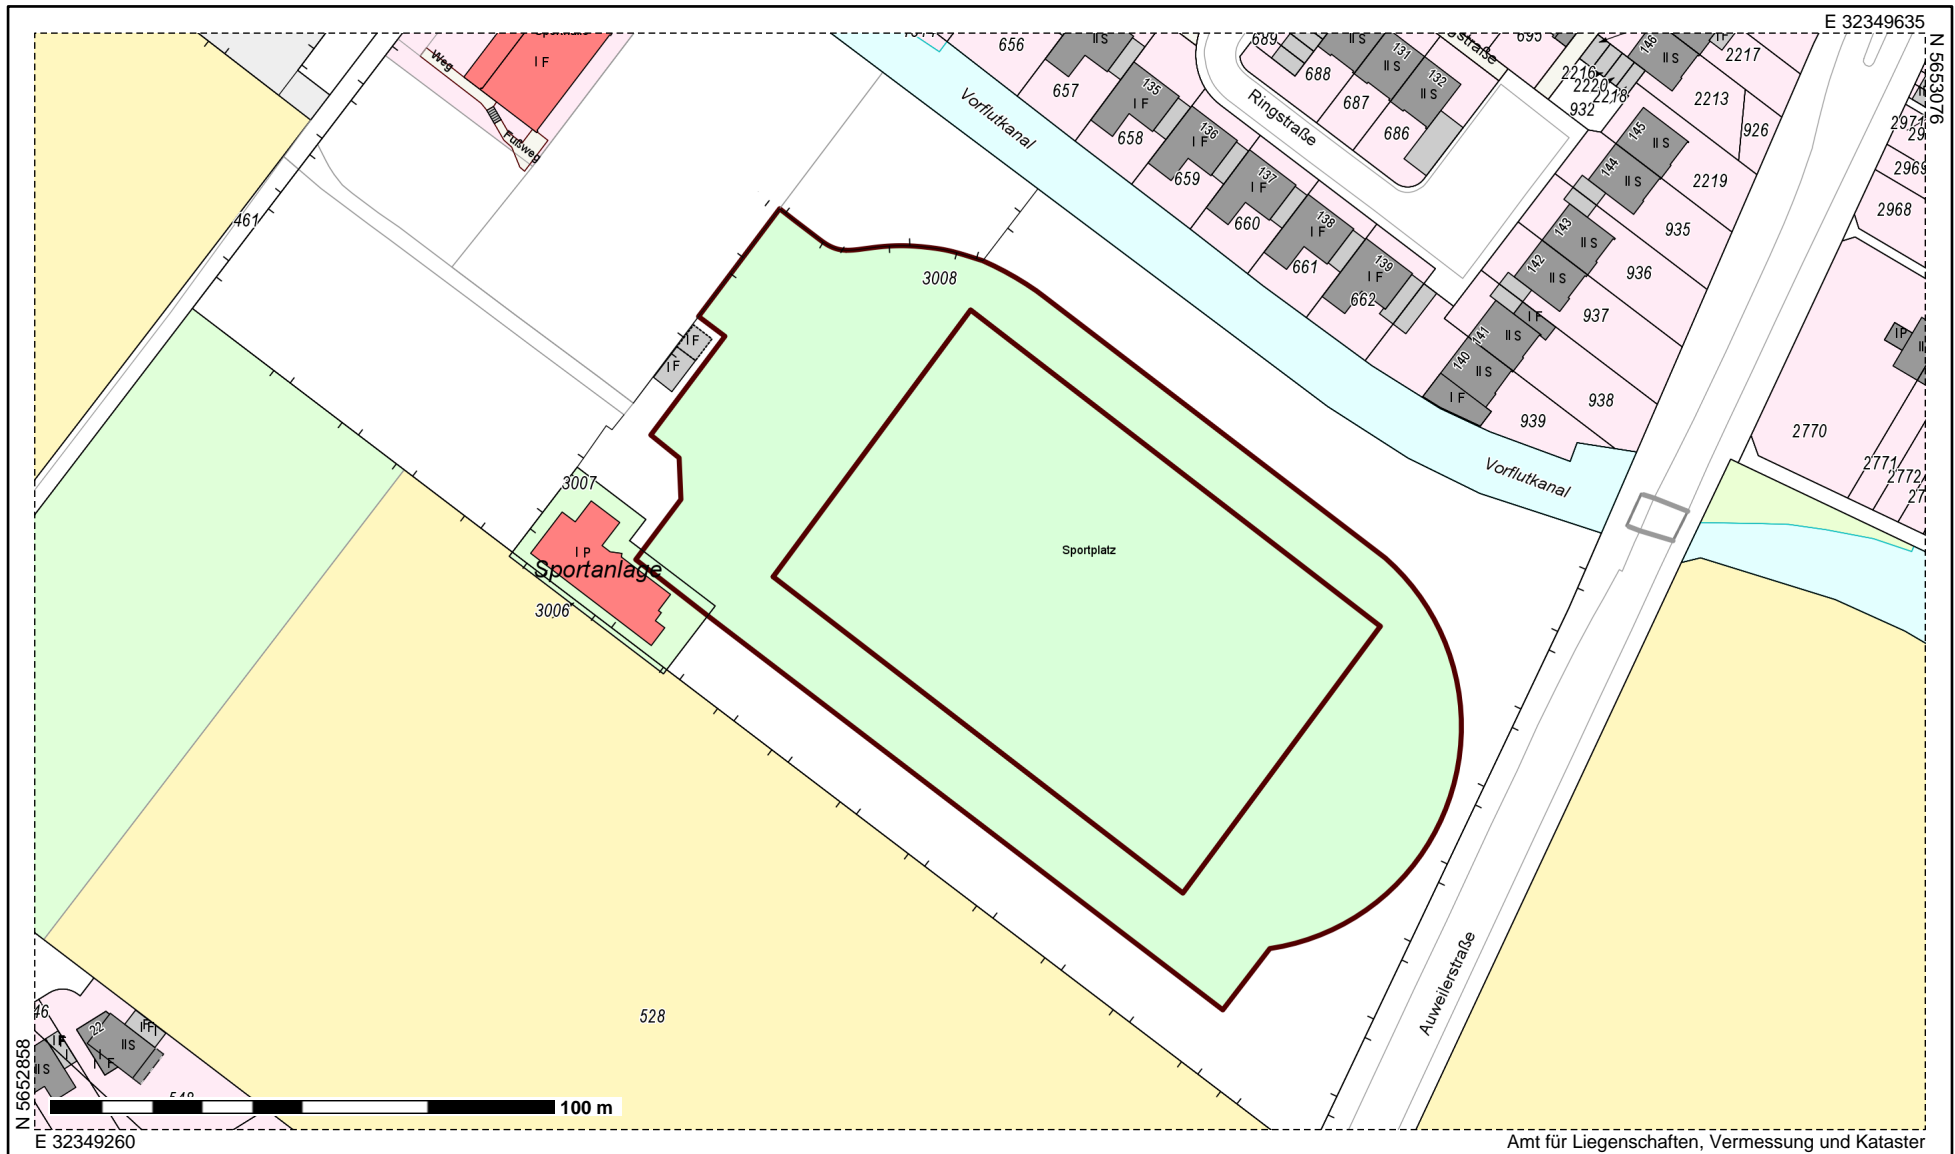 E 32349635
N 5653076
656
II S
689
688
131
II S
132
II S
146
II S
2217
I F
Weg
Fußweg
Vorflutkanal
657
135
I F
658
Ringstraße
687
686
2216
2220
2218
932
2213
926
2971
2969
2968
136
I F
659
145
II S
144
II S
2219
137
I F
660
143
II S
935
461
138
I F
661
142
II S
936
3008
139
I F
662
I F
937
141
II S
140
II S
I F
I F
I F
IP
938
939
2770
2771
2772
Vorflutkanal
3007
I P
Sportanlage
3006
Sportplatz
Auweilerstraße
528
46
22
II S
I F
I F
II S
100 m
N 5652858
E 32349260
Amt für Liegenschaften, Vermessung und Kataster